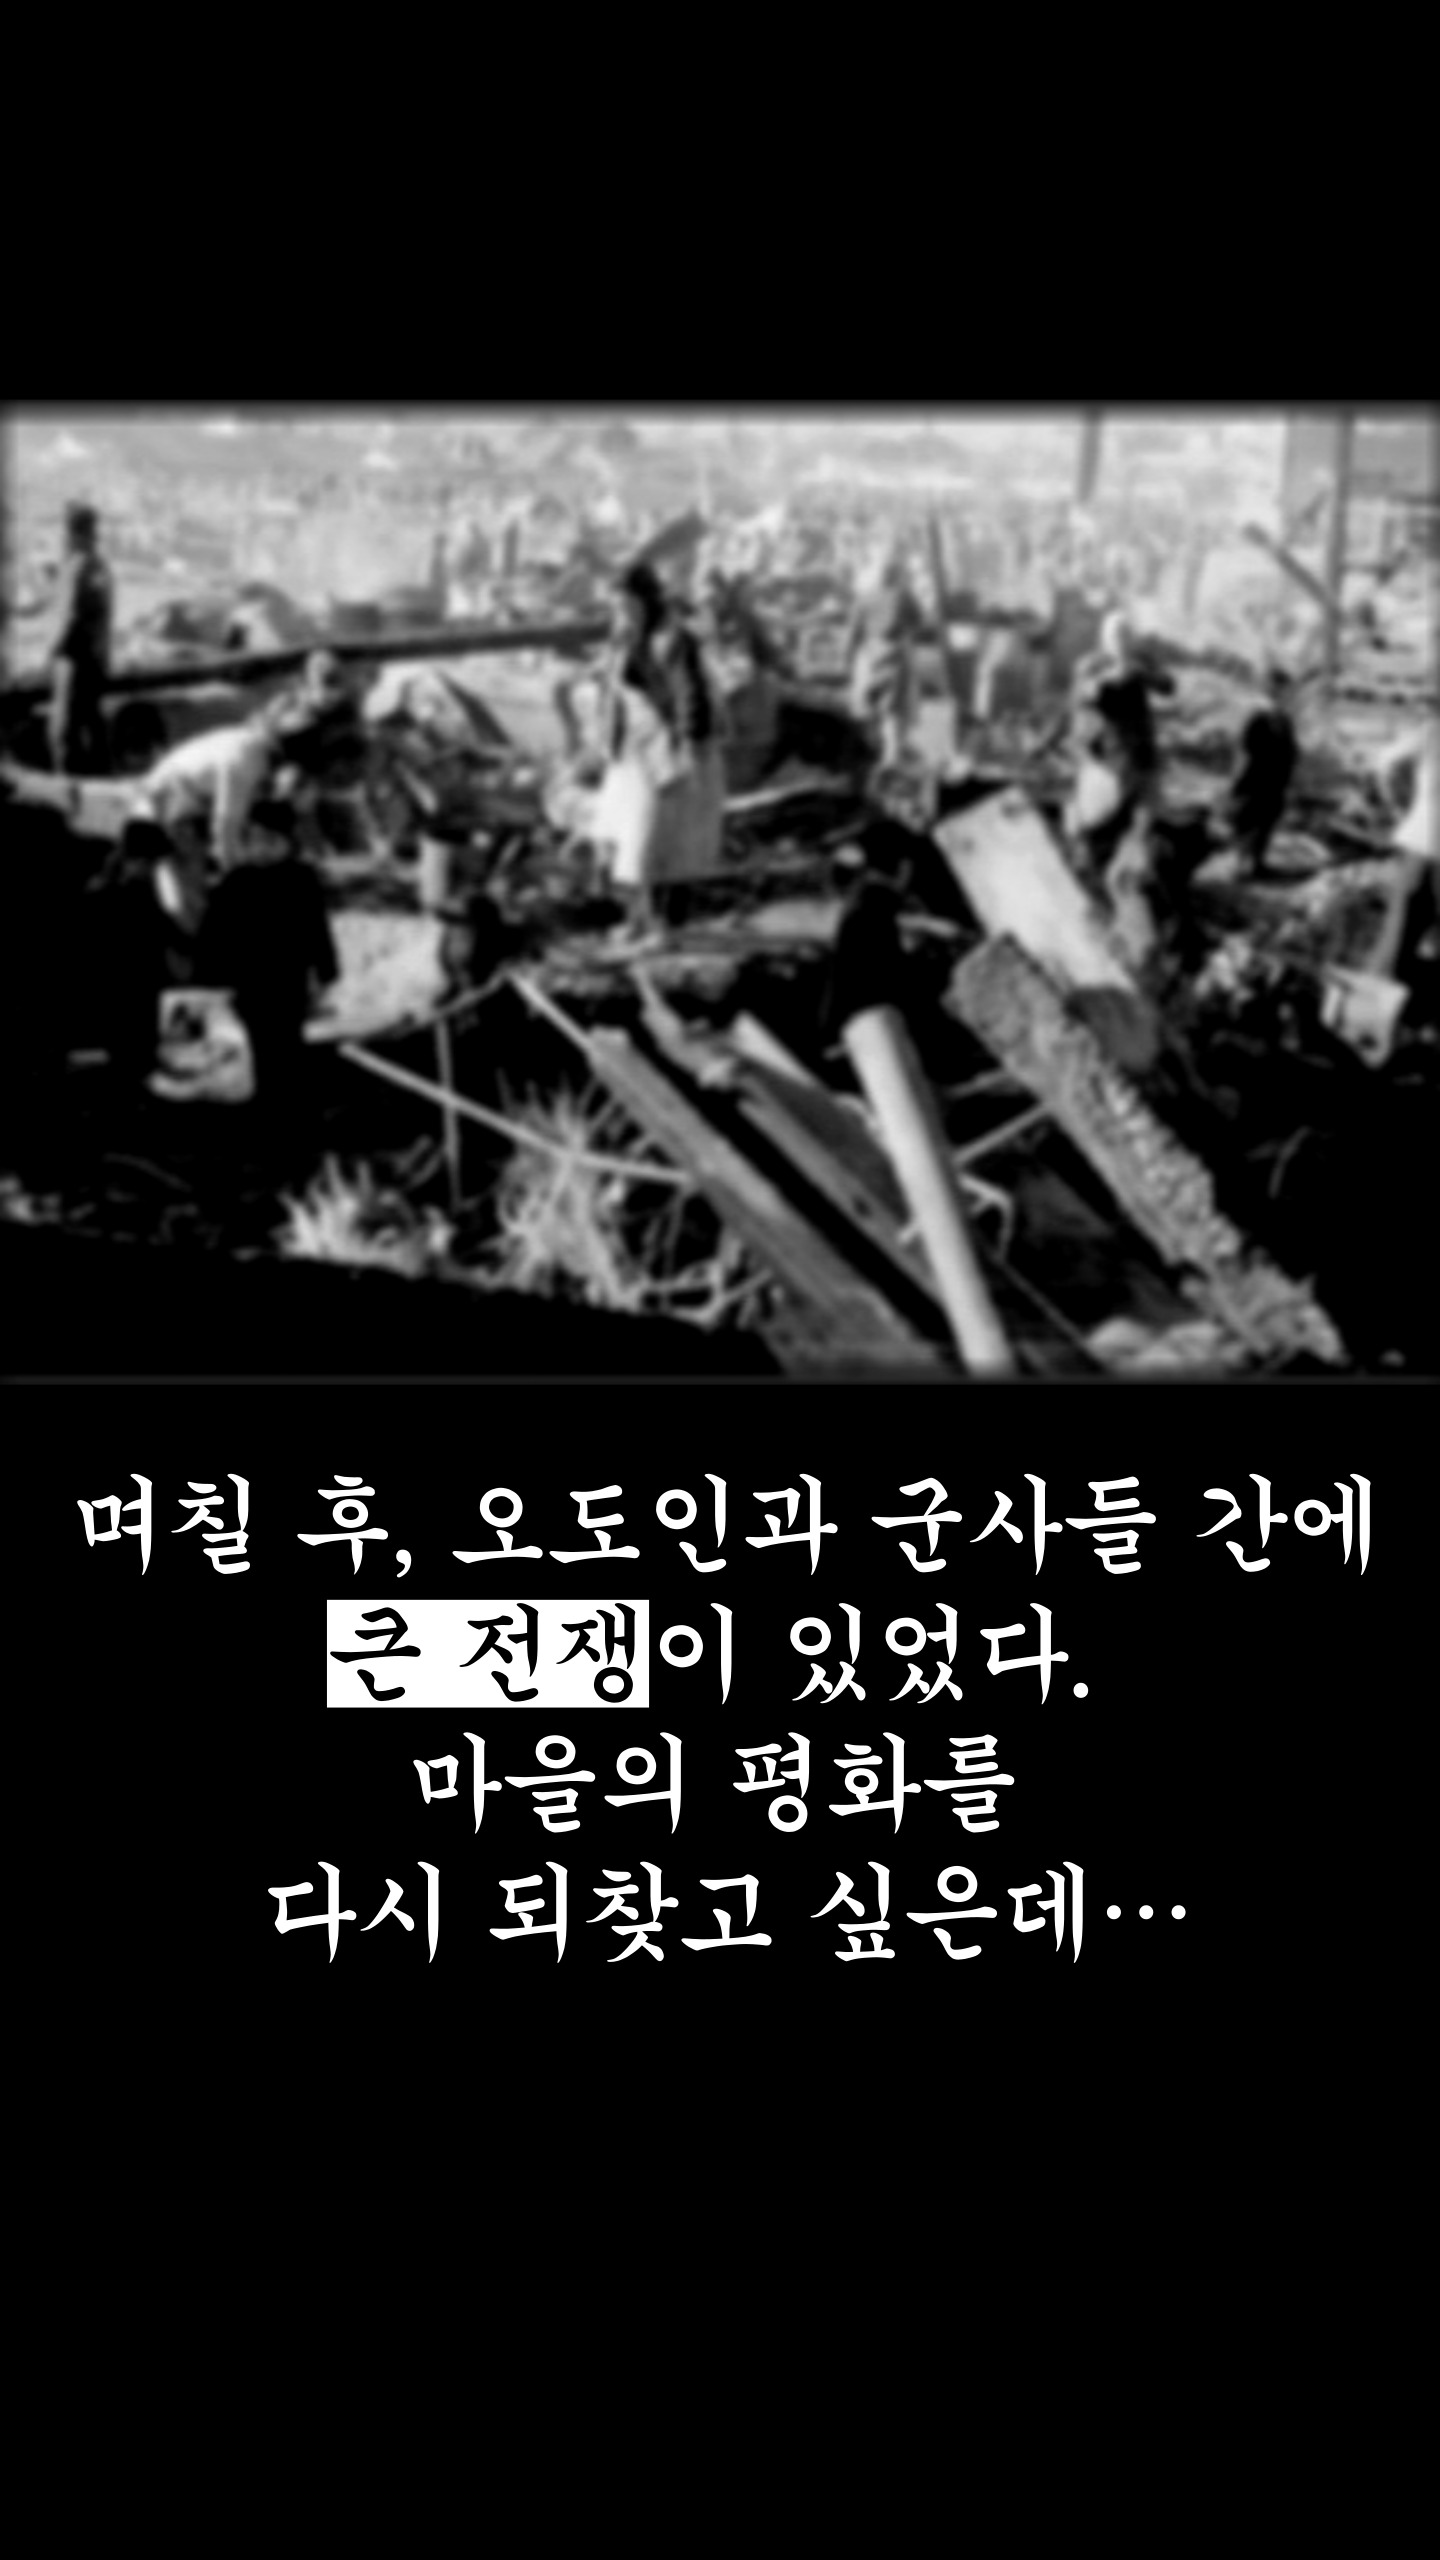 며칠 후, 오도인과 군사들 간에
큰 전쟁이 있었다.
마을의 평화를
다시 되찾고 싶은데…